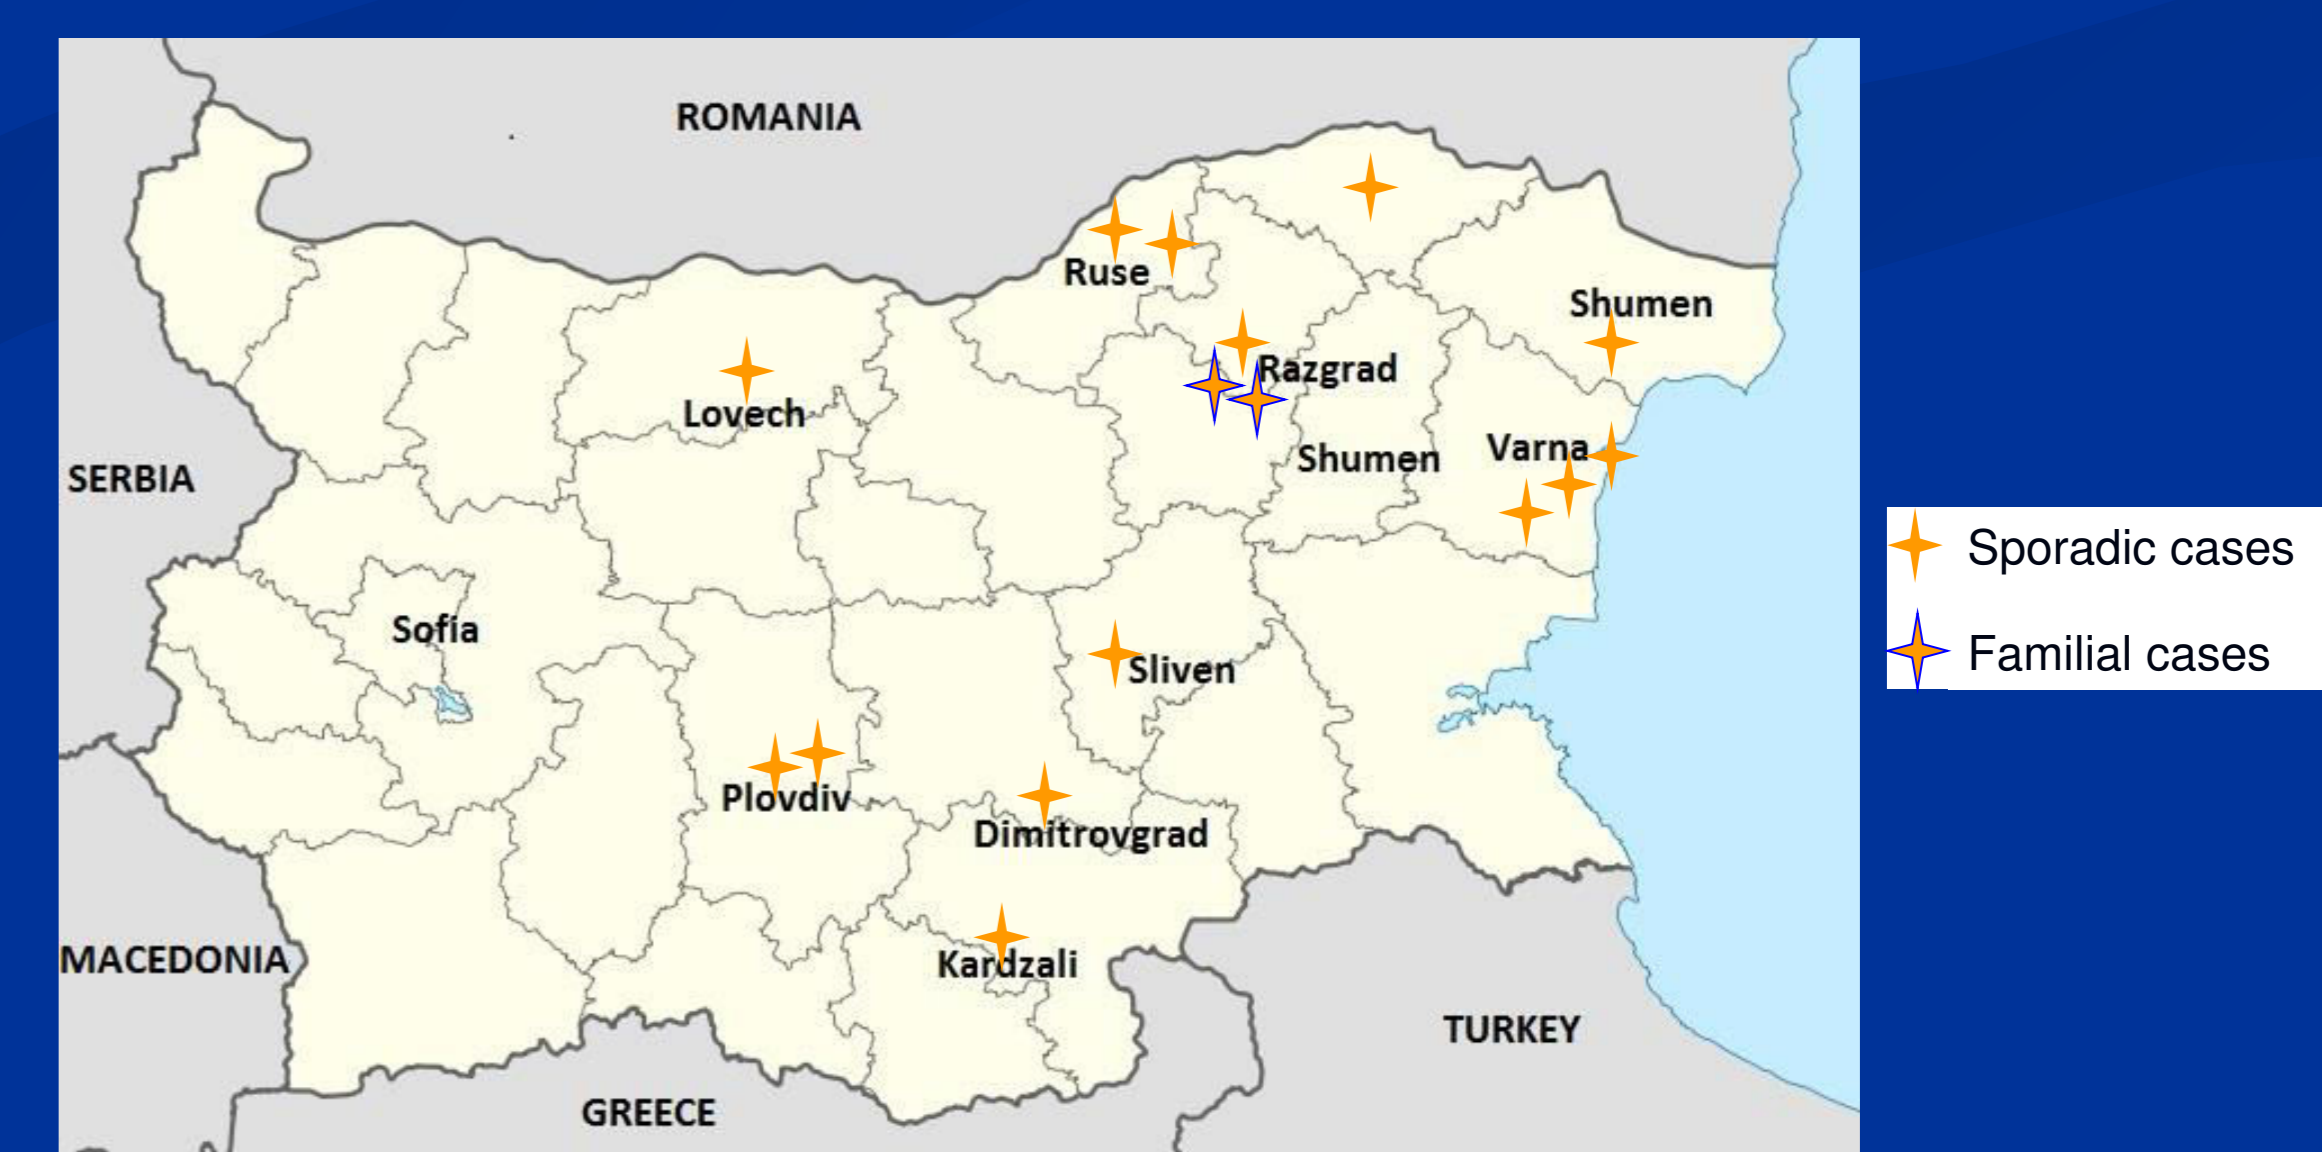 ROMANIA
Ruse
Shumen
Razgrad
Lovech
Varna
Shumen
SERBIA
Sofia
Sliven
Plovdiv
Dimitrovgrad
MACEDONIA
Kardzali
TURKEY
GREECE
Sporadic cases
Familial cases